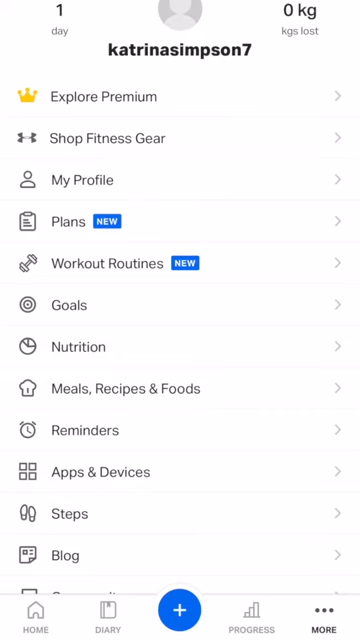 1
0 kg
day
kgs lost
katrinasimpson7
Explore Premium
Shop Fitness Gear
My Profile
Plans NEW
Workout Routines NEW
Goals
Nutrition
Meals, Recipes & Foods
Reminders
Apps & Devices
Steps
Blog
HOME
DIARY
PROGRESS
MORE